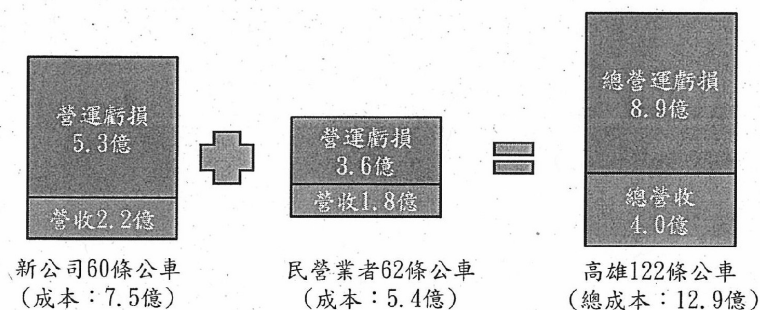 營運虧損
5.3億
營收2.2億
新公司60條公車
(成本：7.5億)
營運虧損
3.6億
營收1.8億
民營業者62條公車
(成本：5.4億)
總營運虧損
8.9億
總營收
4.0億
高雄122條公車
(總成本：12.9億)